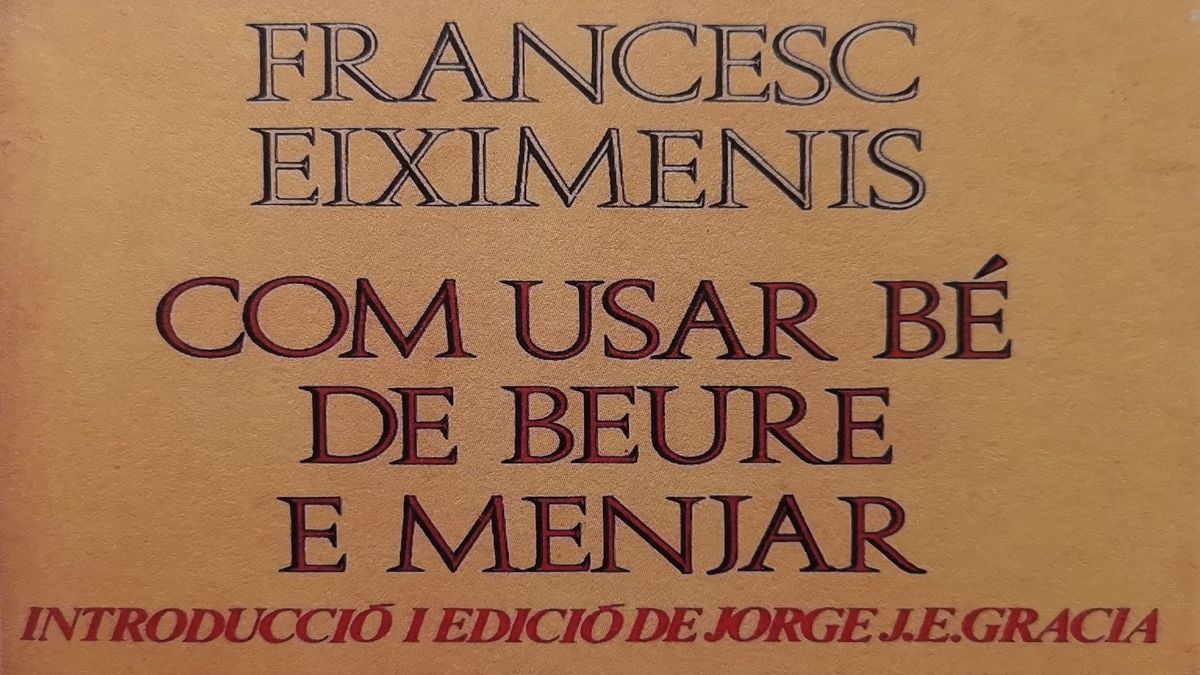 FRANCESC
EIXIMENIS
COM USAR BÉ
DE BEURE
E MENJAR
INTRODUCCIÓ I EDICIÓ DE JORGE J.E.GRACIA